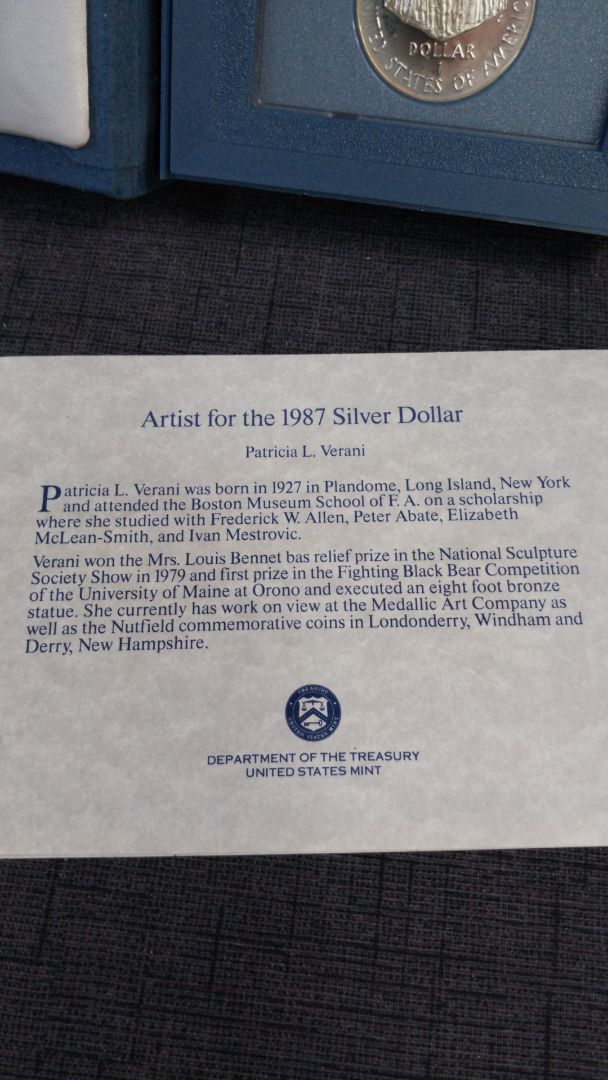 DOLLAR
1
STATES OF AMERICA
Artist for the 1987 Silver Dollar
Patricia L. Verani
Patricia L. Verani was born in 1927 in Plandome, Long Island, New York
and attended the Boston Museum School of F. A. on a scholarship
where she studied with Frederick W. Allen, Peter Abate, Elizabeth
McLean-Smith, and Ivan Mestrovic.
Verani won the Mrs. Louis Bennet bas relief prize in the National Sculpture
Society Show in 1979 and first prize in the Fighting Black Bear Competition
of the University of Maine at Orono and executed an eight foot bronze
statue. She currently has work on view at the Medallic Art Company as
well as the Nutfield commemorative coins in Londonderry, Windham and
Derry, New Hampshire.
TREASURY
UNITED STATES MINT
DEPARTMENT OF THE TREASURY
UNITED STATES MINT